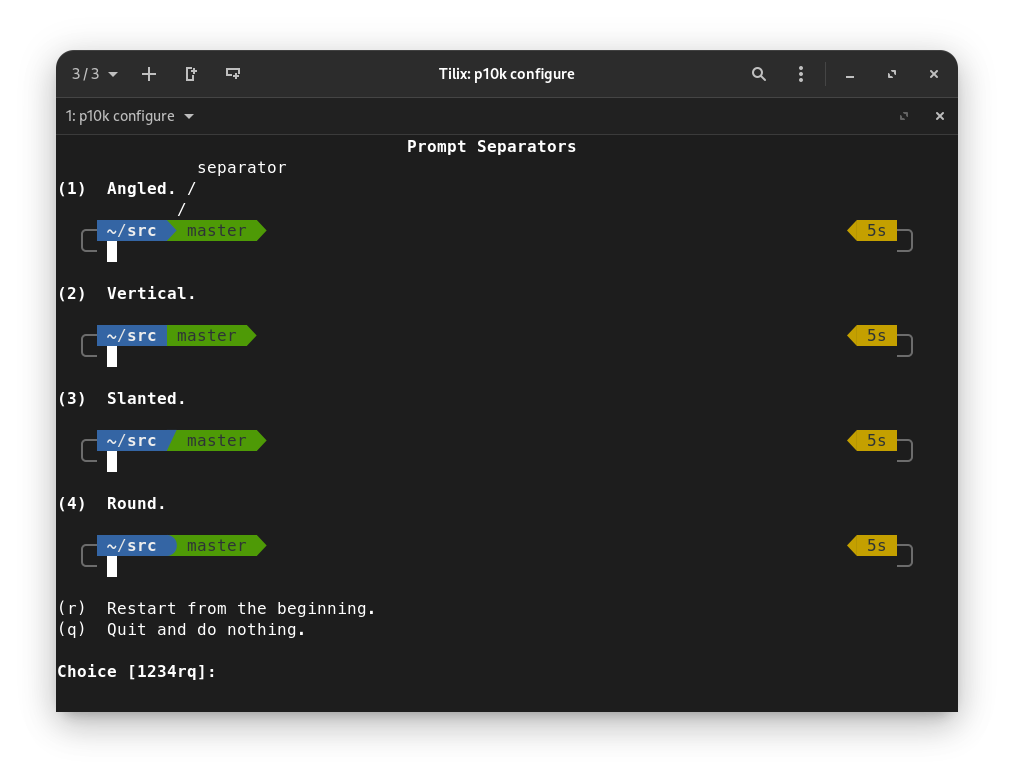 3 / 3
Tilix: p10k configure
1: p10k configure
Prompt Separators
separator
(1) Angled. /
/
~/src master 5s
(2) Vertical.
~/src master 5s
(3) Slanted.
~/src master 5s
(4) Round.
~/src master 5s
(r) Restart from the beginning.
(q) Quit and do nothing.
Choice [1234rq]: